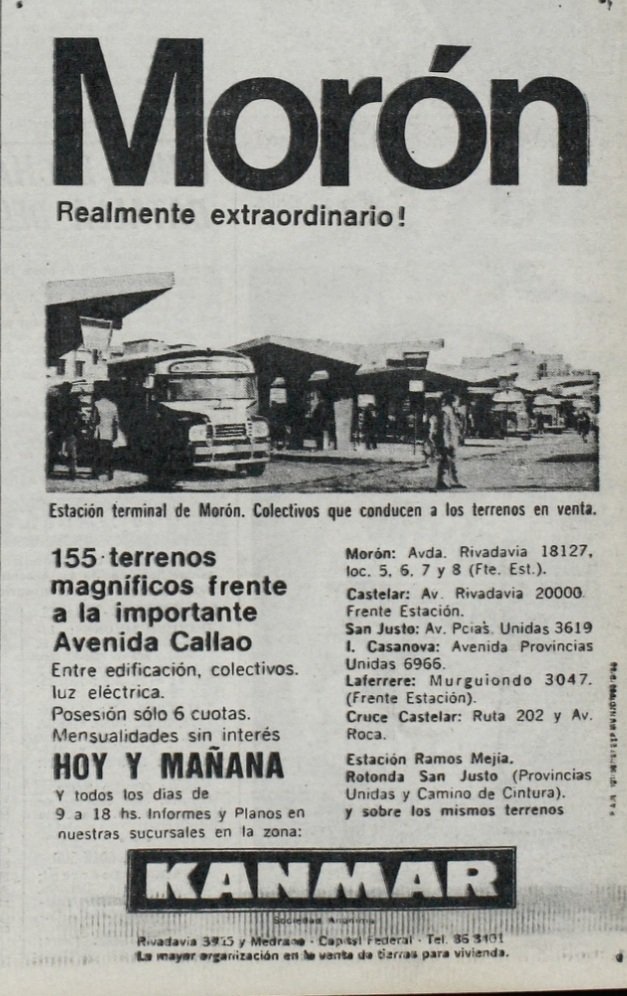 Morón
Realmente extraordinario!
Estación terminal de Morón. Colectivos que conducen a los terrenos en venta.
155 terrenos
magníficos frente
a la importante
Avenida Callao
Entre edificación, colectivos.
luz eléctrica.
Posesión sólo 6 cuotas.
Mensualidades sin interés
HOY Y MAÑANA
Y todos los dias de
9 a 18 hs. Informes y Planos en
nuestras sucursales en la zona:
Morón: Avda. Rivadavia 18127,
loc. 5, 6, 7 y 8 (Fte. Est.).
Castelar: Av. Rivadavia 20000.
Frente Estación.
San Justo: Av. Pcias. Unidas 3619
I. Casanova: Avenida Provincias
Unidas 6966.
Laferrere: Murguiondo 3047.
(Frente Estación).
Cruce Castelar: Ruta 202 y Av.
Roca.
Estación Ramos Mejia.
Rotonda San Justo (Provincias
Unidas y Camino de Cintura).
y sobre los mismos terrenos
KANMAR
Sociedad Anónima
Rivadavia y Medrano - Capital Federal - Tel.
La mayor organización en la venta de tierras para vivienda.